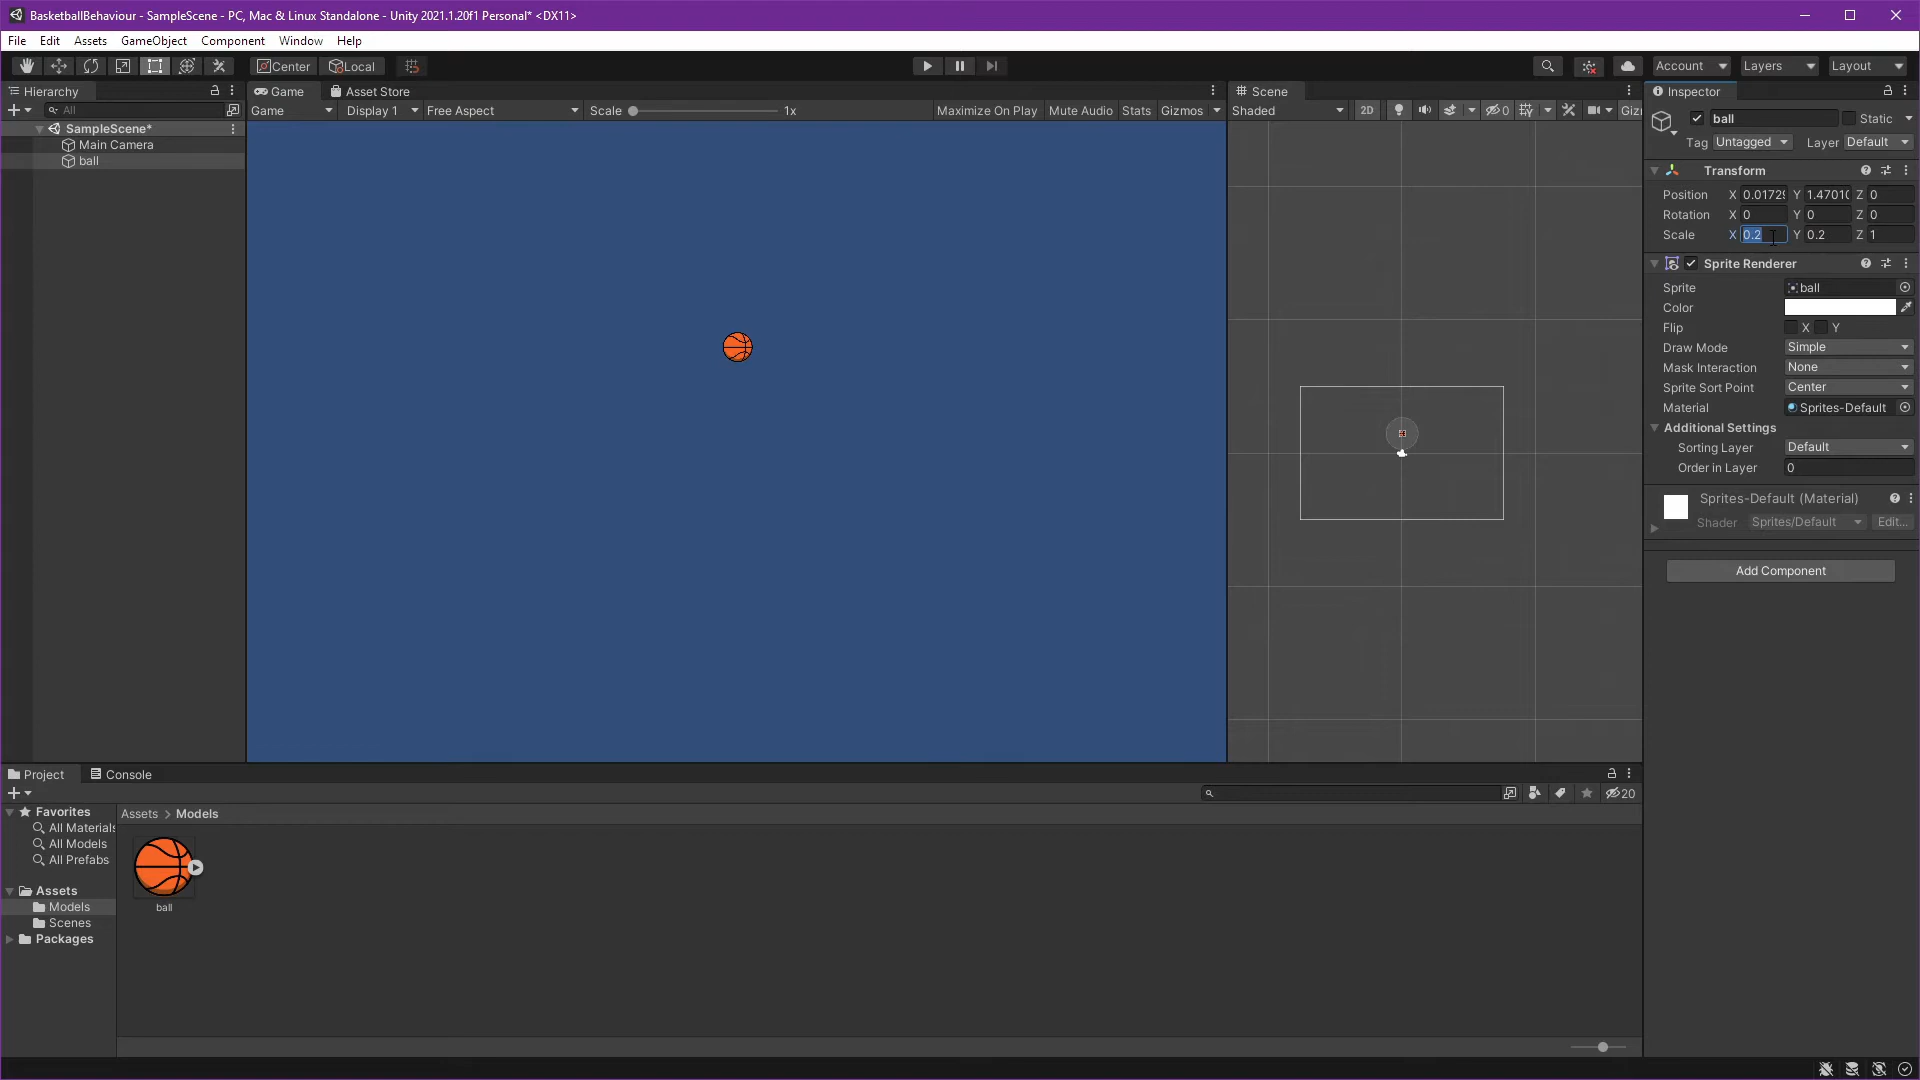 BasketballBehaviour - SampleScene - PC, Mac & Linux Standalone - Unity 2021.1.20f1 Personal* <DX11>
File Edit Assets GameObject Component Window Help
Center Local Account Layers Layout
Hierarchy Game Asset Store Scene Inspector
All Game Display 1 Free Aspect Scale 1x Maximize On Play Mute Audio Stats Gizmos Shaded 2D 0 Giz
SampleScene*
Main Camera
ball
ball Static
Tag Untagged Layer Default
Transform
Position X 0.01729 Y 1.4701 Z 0
Rotation X 0 Y 0 Z 0
Scale X 0.2 Y 0.2 Z 1
Sprite Renderer
Sprite ball
Color
Flip X Y
Draw Mode Simple
Mask Interaction None
Sprite Sort Point Center
Material Sprites-Default
Additional Settings
Sorting Layer Default
Order in Layer 0
Sprites-Default (Material)
Shader Sprites/Default Edit...
Add Component
Project Console
20
Favorites
All Materials
All Models
All Prefabs
Assets
Models
Scenes
Packages
Assets > Models
ball